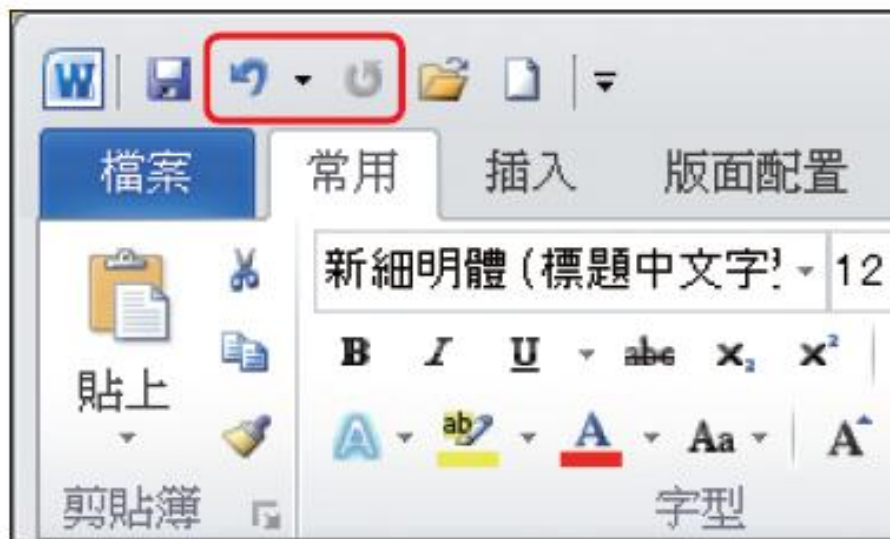 W
檔案 常用 插入 版面配置
新細明體 (標題中文字 12
B I U abc x₂ x²
貼上
A ab A Aa A
剪貼簿 字型